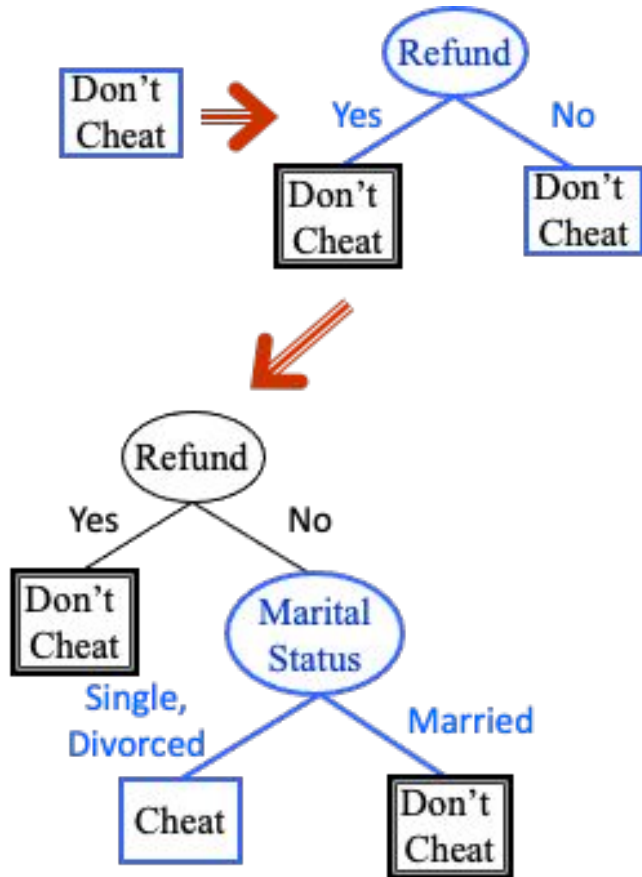 Don't
Cheat
Refund
Yes
No
Don't
Cheat
Don't
Cheat
Refund
Yes
No
Don't
Cheat
Marital
Status
Single,
Divorced
Married
Cheat
Don't
Cheat